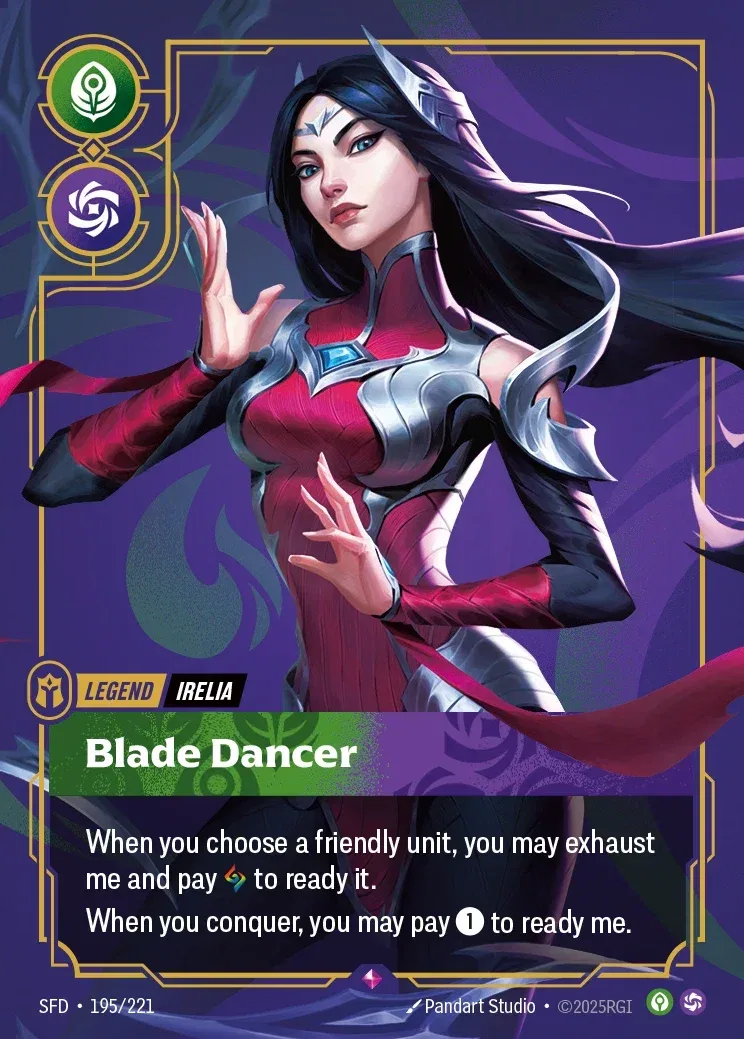 LEGEND IRELIA
Blade Dancer
When you choose a friendly unit, you may exhaust
me and pay to ready it.
When you conquer, you may pay 1 to ready me.
SFD • 195/221 Pandart Studio • ©2025RGI